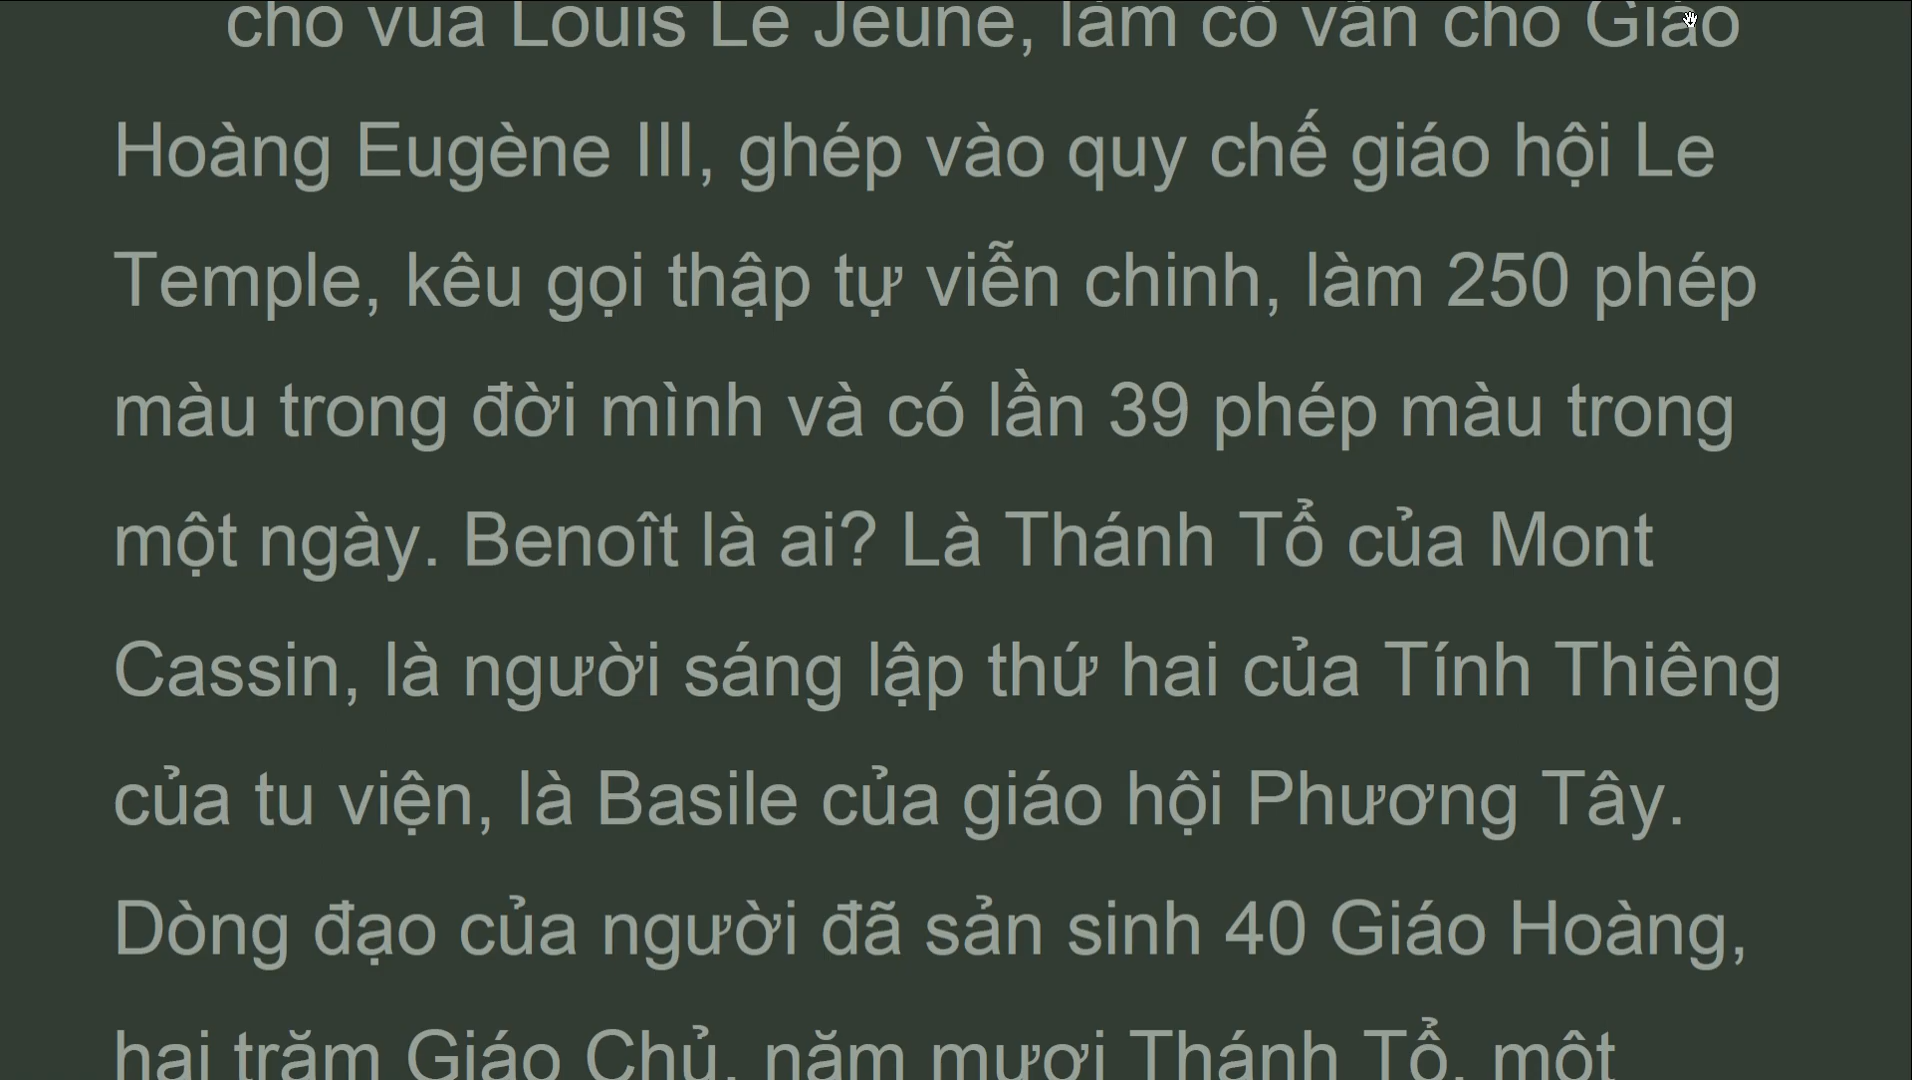 cho vua Louis Le Jeune, làm cố vấn cho Giáo
Hoàng Eugène III, ghép vào quy chế giáo hội Le
Temple, kêu gọi thập tự viễn chinh, làm 250 phép
màu trong đời mình và có lần 39 phép màu trong
một ngày. Benoît là ai? Là Thánh Tổ của Mont
Cassin, là người sáng lập thứ hai của Tính Thiêng
của tu viện, là Basile của giáo hội Phương Tây.
Dòng đạo của người đã sản sinh 40 Giáo Hoàng,
hai trăm Giáo Chủ, năm mươi Thánh Tổ, một